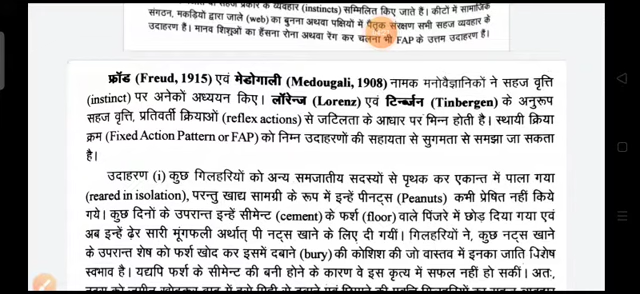 सहज प्रकार के व्यवहार (instincts) सम्मिलित किए जाते हैं। कीटों में सामाजिक
संगठन, मकड़ियो द्वारा जाले (web) का बुनना अथवा पक्षियों में पैतृक संरक्षण सभी सहज व्यवहार के
उदाहरण हैं। मानव शिशुओं का हँसना रोना अथवा रेंग कर चलना भी FAP के उत्तम उदाहरण है।
फ्रॉड (Freud, 1915) एवं मेडोगाली (Medougali, 1908) नामक मनोवैज्ञानिकों ने सहज वृत्ति
(instinct) पर अनेकों अध्ययन किए। लॉरेन्ज (Lorenz) एवं टिन्बर्जन (Tinbergen) के अनुरूप
सहज वृत्ति, प्रतिवर्ती क्रियाओं (reflex actions) से जटिलता के आधार पर भिन्न होती है। स्थायी क्रिया
क्रम (Fixed Action Pattern or FAP) को निम्न उदाहरणों की सहायता से सुगमता से समझा जा सकता
है।
उदाहरण (i) कुछ गिलहरियों को अन्य समजातीय सदस्यों से पृथक कर एकान्त में पाला गया
(reared in isolation), परन्तु खाद्य सामग्री के रूप में इन्हें पीनट्स (Peanuts) कभी प्रेषित नहीं किये
गये। कुछ दिनों के उपरान्त इन्हें सीमेन्ट (cement) के फर्श (floor) वाले पिंजरे में छोड़ दिया गया एवं
अब इन्हें ढ़ेर सारी मूंगफली अर्थात् पी नट्स खाने के लिए दी गयीं। गिलहरियों ने, कुछ नट्स खाने
के उपरान्त शेष को फर्श खोद कर इसमें दबाने (bury) की कोशिश की जो वास्तव में इनका जाति विशेष
स्वभाव है। यद्यपि फर्श के सीमेन्ट की बनी होने के कारण वे इस कृत्य में सफल नहीं हो सकीं। अतः,